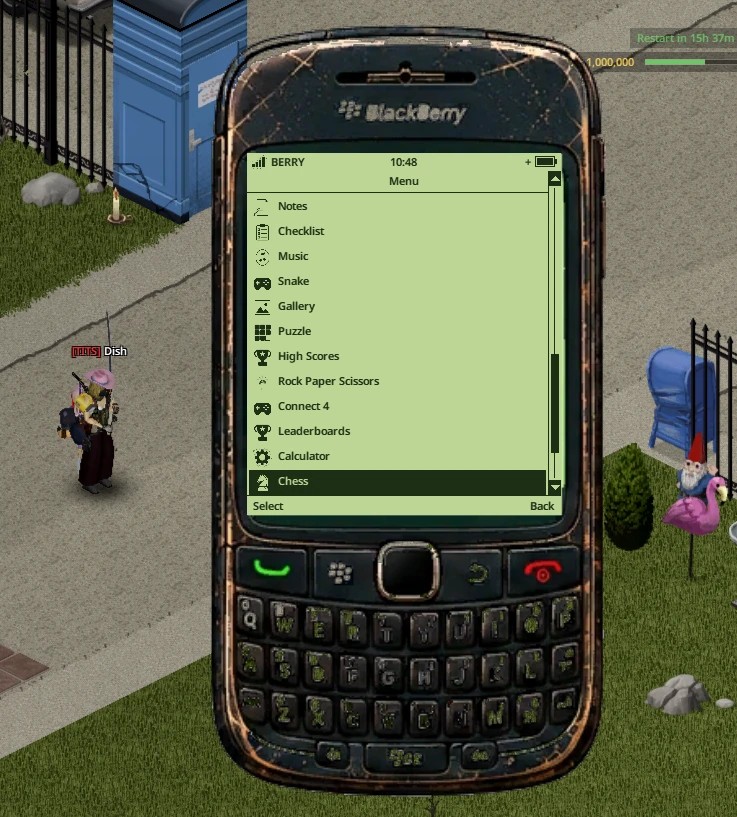 Restart in 15h 37m
1,000,000
BlackBerry
BERRY 10:48 +
Menu
Notes
Checklist
Music
Snake
Gallery
Puzzle
High Scores
Rock Paper Scissors
Connect 4
Leaderboards
Calculator
Chess
Select Back
Dish
Q W E R T Y U I P
S F G H J K L
Z X C